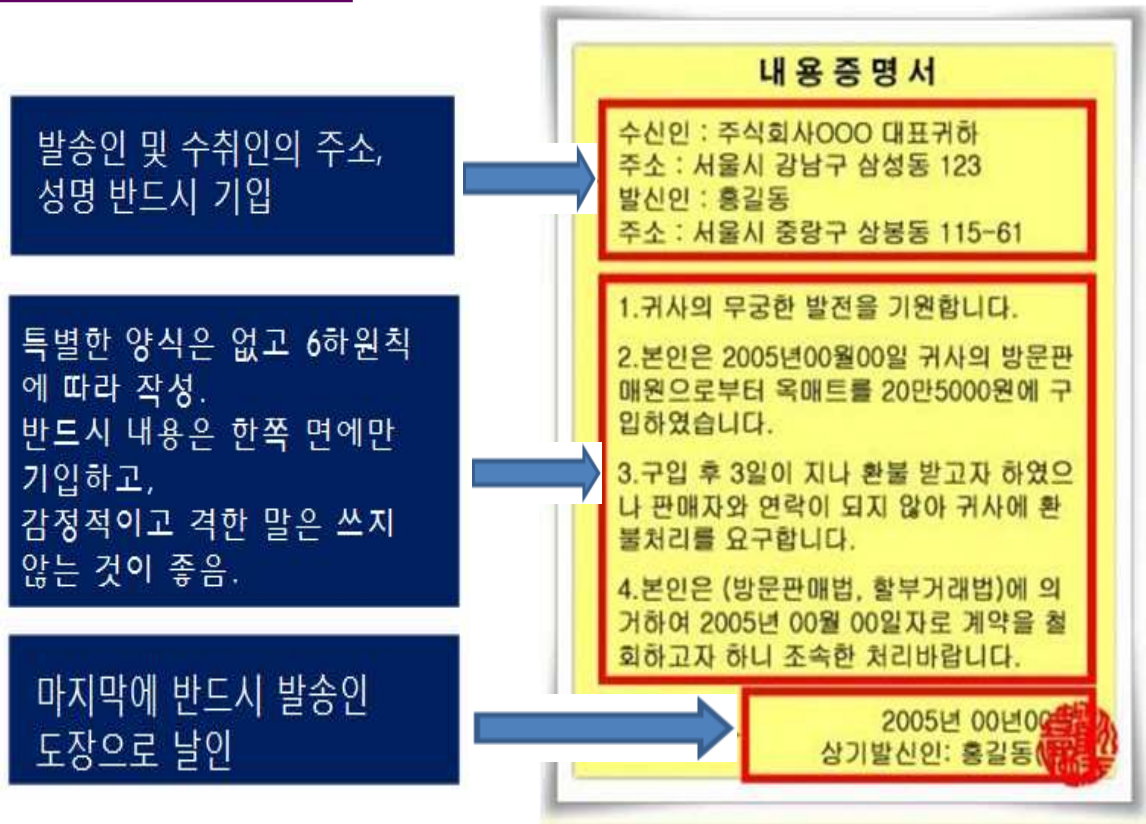 발송인 및 수취인의 주소,
성명 반드시 기입
특별한 양식은 없고 6하원칙
에 따라 작성.
반드시 내용은 한쪽 면에만
기입하고,
감정적이고 격한 말은 쓰지
않는 것이 좋음.
마지막에 반드시 발송인
도장으로 날인
내 용 증 명 서
수신인 : 주식회사OOO 대표귀하
주소 : 서울시 강남구 삼성동 123
발신인 : 홍길동
주소 : 서울시 중랑구 상봉동 115-61
1.귀사의 무궁한 발전을 기원합니다.
2.본인은 2005년00월00일 귀사의 방문판
매원으로부터 옥매트를 20만5000원에 구
입하였습니다.
3.구입 후 3일이 지나 환불 받고자 하였으
나 판매자와 연락이 되지 않아 귀사에 환
불처리를 요구합니다.
4.본인은 (방문판매법, 할부거래법)에 의
거하여 2005년 00월 00일자로 계약을 철
회하고자 하니 조속한 처리바랍니다.
2005년 00년00
상기발신인: 홍길동(